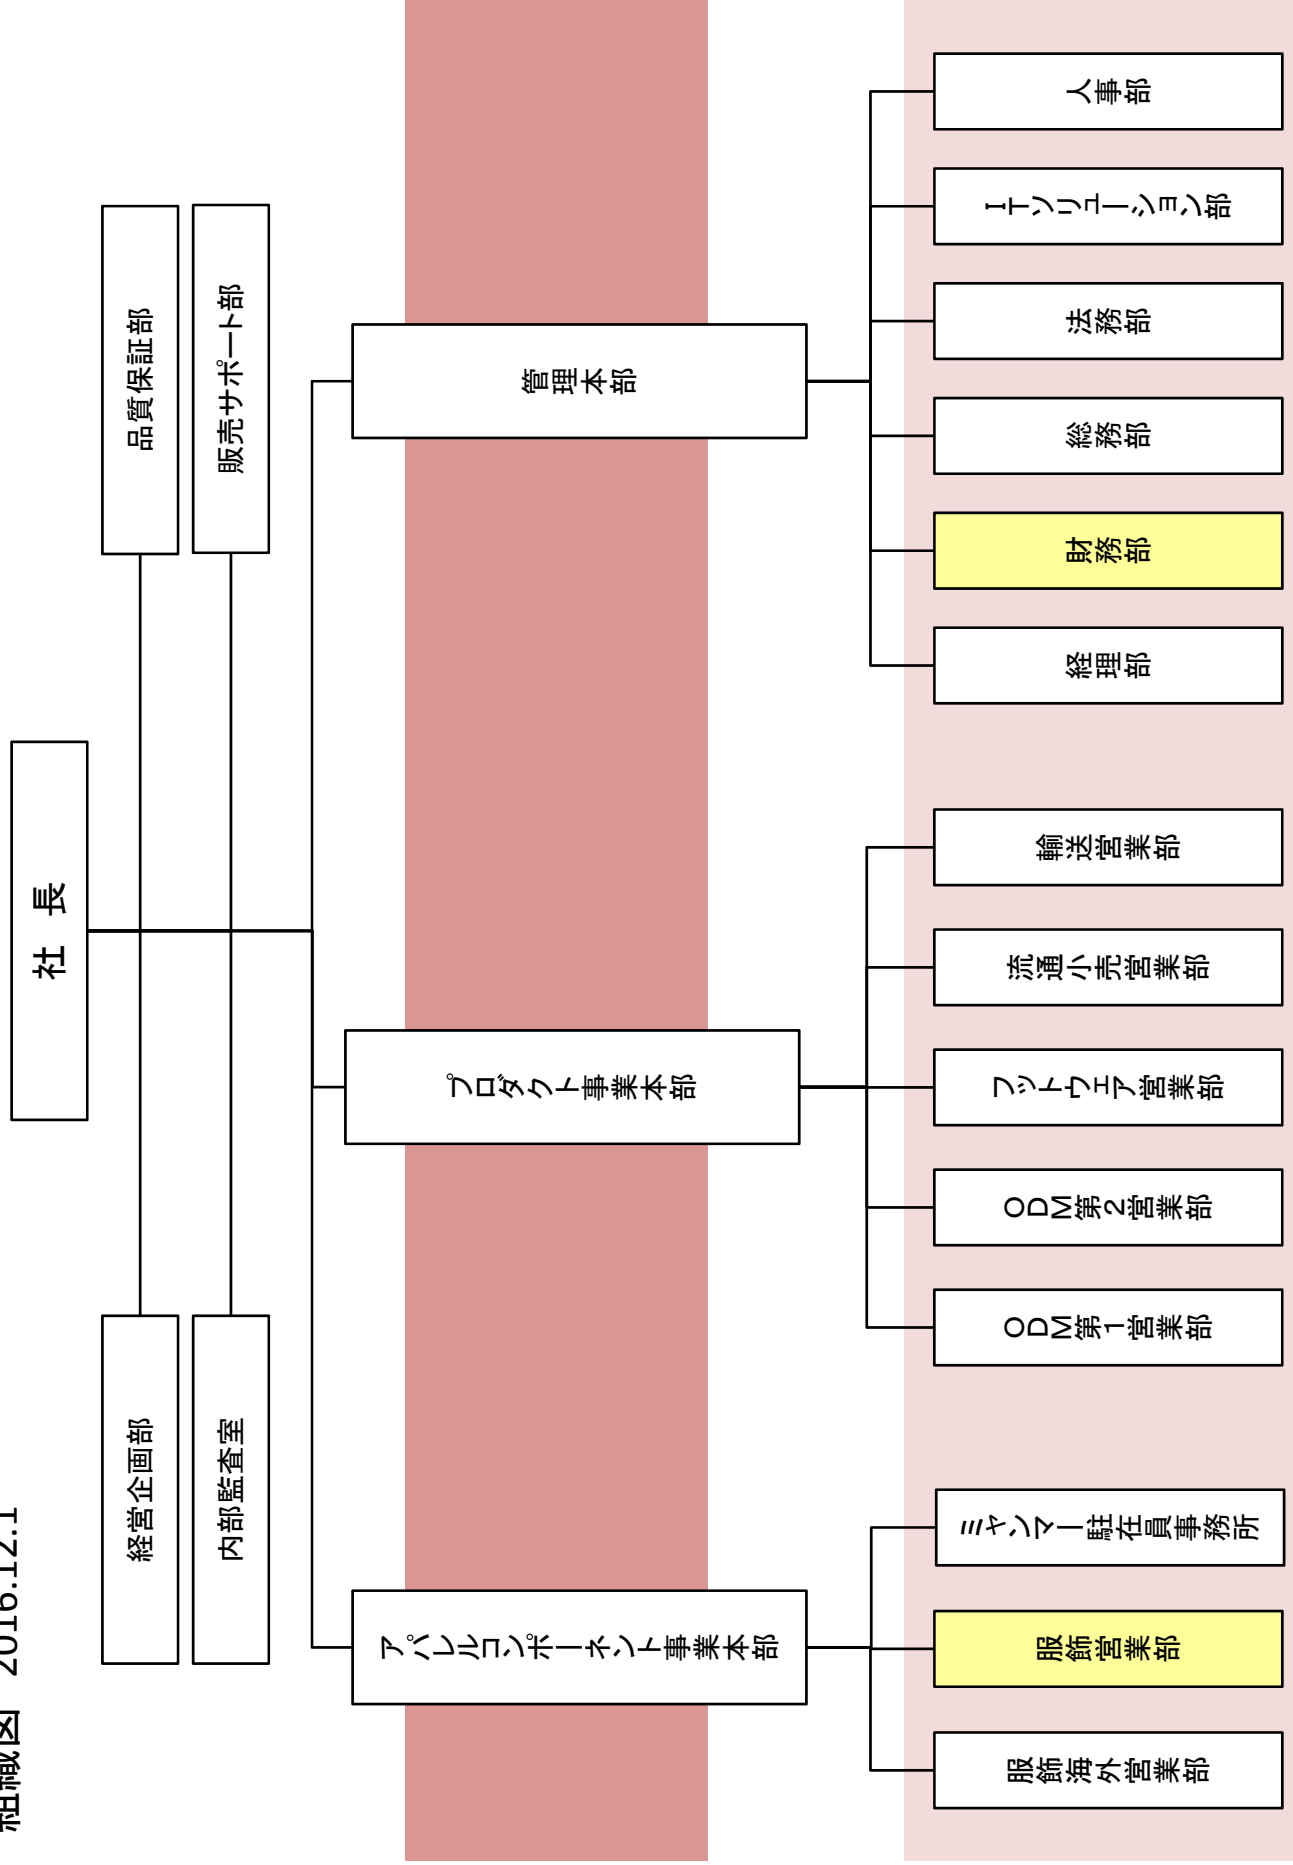 組織図 2016.12.1
社 長
経営企画部
品質保証部
内部監査室
販売サポート部
アパレルコンポーネント事業本部
プロダクト事業本部
管理本部
服飾海外営業部
服飾営業部
ミャンマー駐在員事務所
ODM第1営業部
ODM第2営業部
フットウェア営業部
流通小売営業部
輸送営業部
経理部
財務部
総務部
法務部
ITソリューション部
人事部